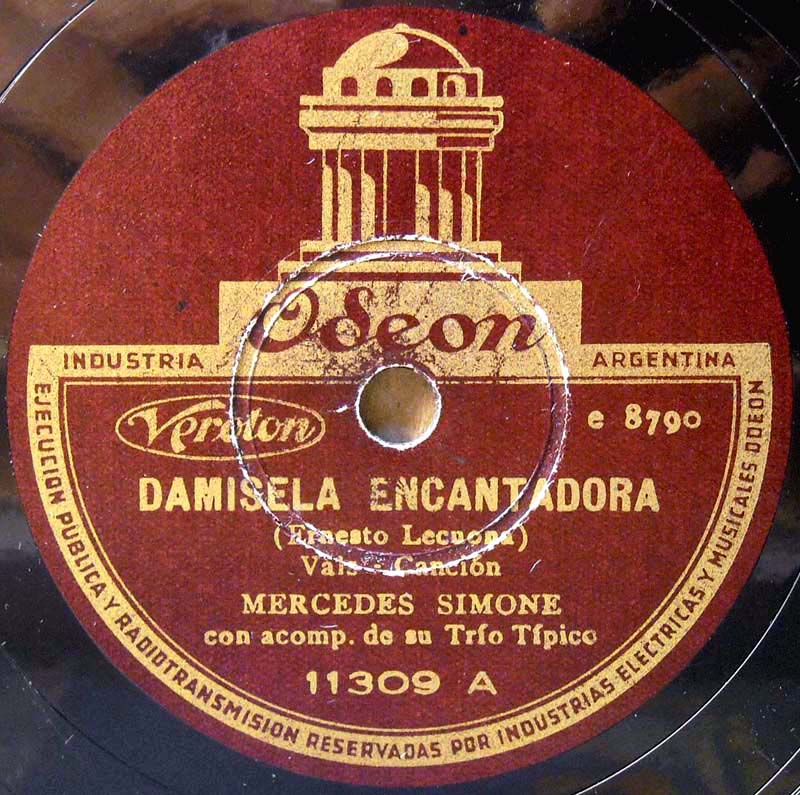 Odeon
INDUSTRIA ARGENTINA
Veroton
e 8790
DAMISELA ENCANTADORA
(Ernesto Lecuona)
Vals - Canción
MERCEDES SIMONE
con acomp. de su Trío Típico
11309 A
EJECUCION PUBLICA Y RADIOTRANSMISION RESERVADAS POR INDUSTRIAS ELECTRICAS Y MUSICALES ODEON